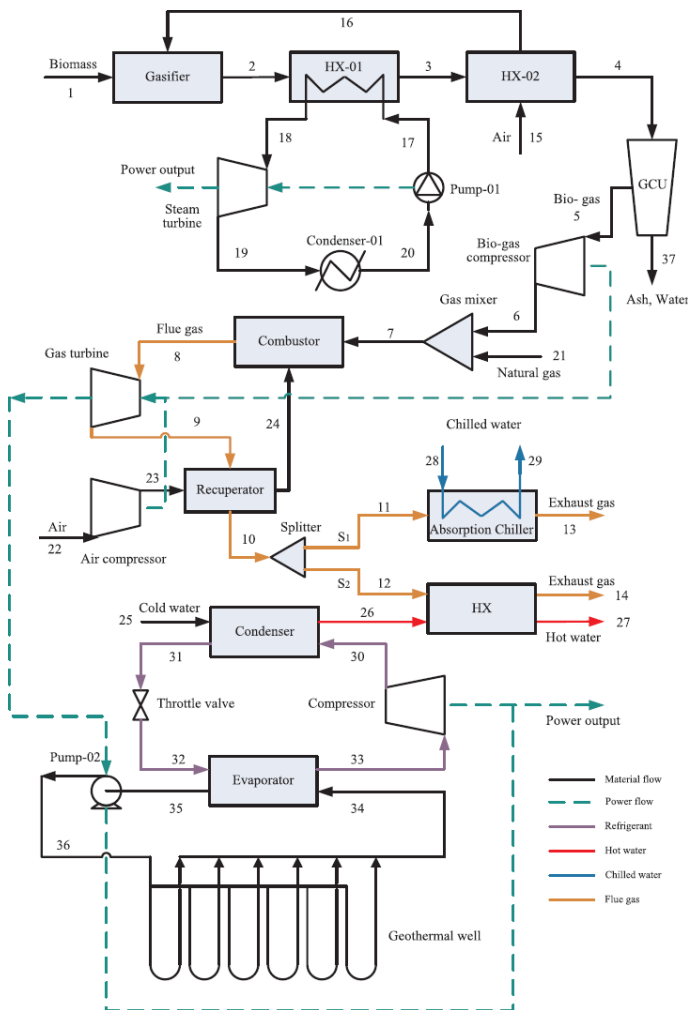 16
Biomass
1
Gasifier
2
HX-01
3
HX-02
4
18
17
Air
15
GCU
Power output
Steam
turbine
Pump-01
Bio- gas
5
19
Condenser-01
20
Bio-gas
compressor
37
Ash, Water
Gas mixer
6
Flue gas
8
Combustor
7
21
Natural gas
Gas turbine
9
24
Chilled water
28
29
23
Recuperator
Air
22
Air compressor
10
Splitter
S1
11
Absorption Chiller
Exhaust gas
13
S2
12
Exhaust gas
14
HX
Hot water
27
Cold water
25
Condenser
26
31
30
Throttle valve
Compressor
Power output
Pump-02
32
Evaporator
33
35
34
36
Geothermal well
Material flow
Power flow
Refrigerant
Hot water
Chilled water
Flue gas